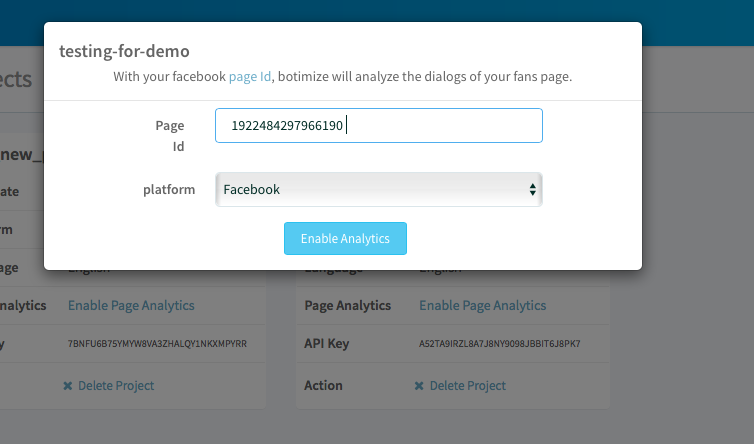 testing-for-demo
With your facebook page Id, botimize will analyze the dialogs of your fans page.
Page
Id
1922484297966190
platform
Facebook
Enable Analytics
ects
new_
ate
rm
age
English
Language
English
nalytics
Enable Page Analytics
Page Analytics
Enable Page Analytics
y
7BNFU6B75YMYW8VA3ZHALQY1NKXMPYRR
API Key
A52TA9IRZL8A7J8NY9098JBBIT6J8PK7
Delete Project
Action
Delete Project